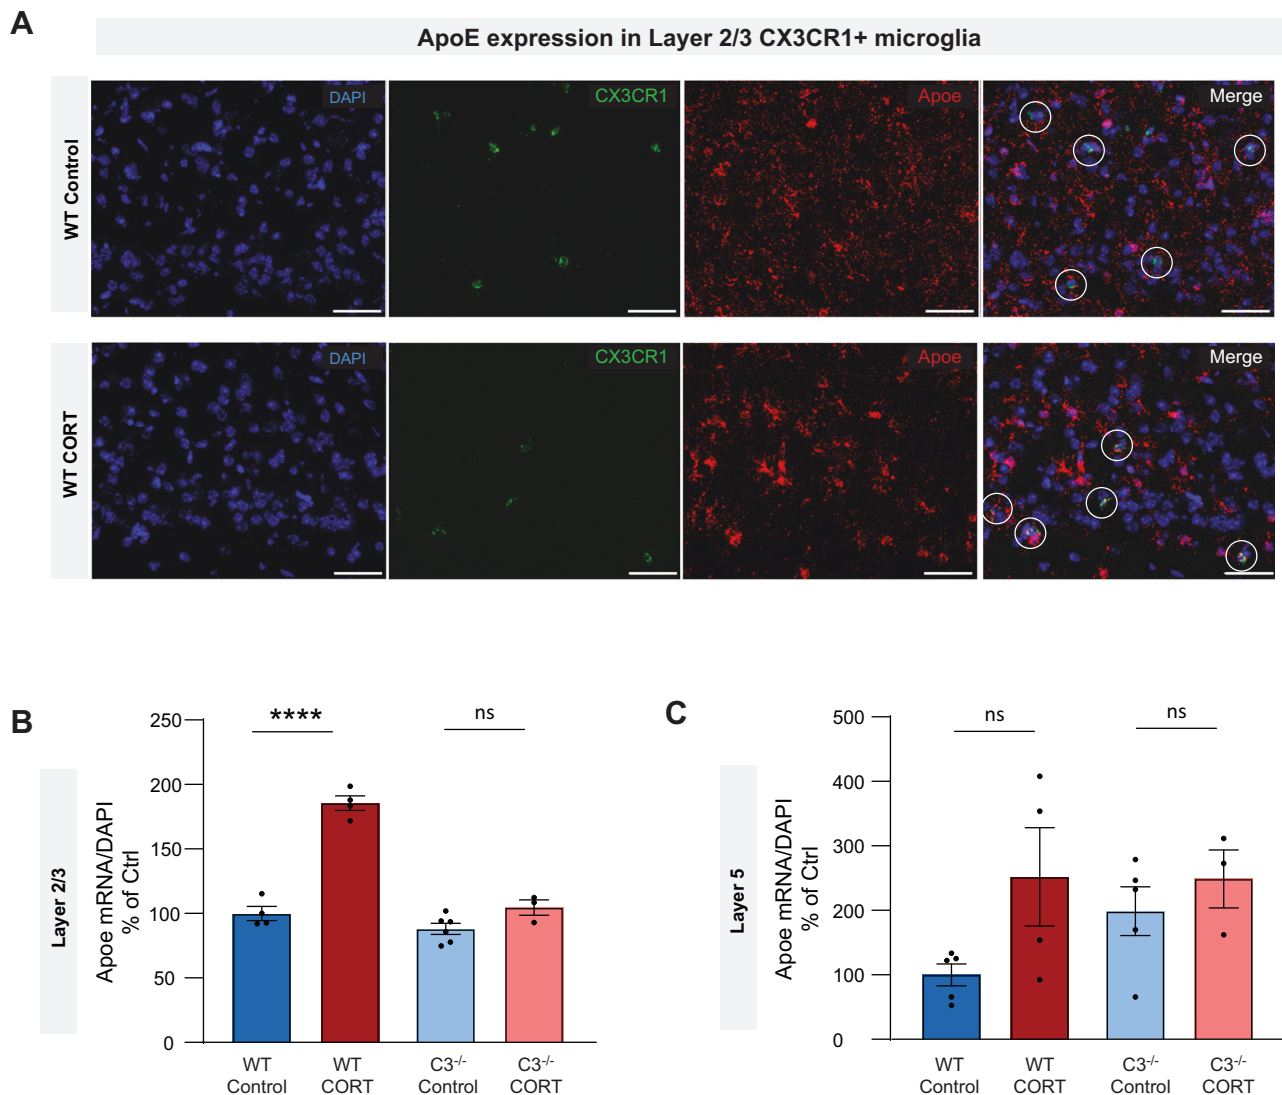 A
ApoE expression in Layer 2/3 CX3CR1+ microglia
WT Control
DAPI
CX3CR1
Apoe
Merge
WT CORT
DAPI
CX3CR1
Apoe
Merge
B
Layer 2/3
Apoe mRNA/DAPI
% of Ctrl
250
200
150
100
50
0
****
ns
WT
Control
WT
CORT
C3-/-
Control
C3-/-
CORT
C
Layer 5
Apoe mRNA/DAPI
% of Ctrl
500
400
300
200
100
0
ns
ns
WT
Control
WT
CORT
C3-/-
Control
C3-/-
CORT